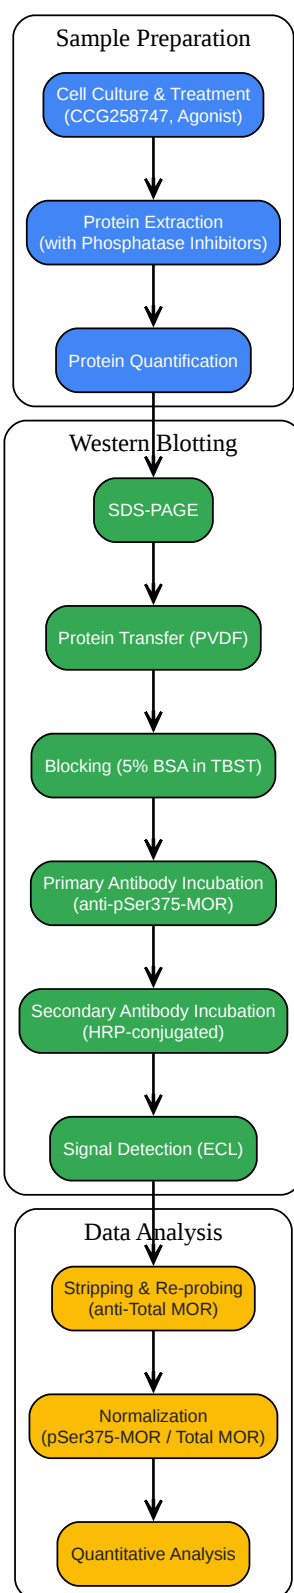 Sample Preparation
Cell Culture & Treatment
(CCG258747, Agonist)
Protein Extraction
(with Phosphatase Inhibitors)
Protein Quantification
Western Blotting
SDS-PAGE
Protein Transfer (PVDF)
Blocking (5% BSA in TBST)
Primary Antibody Incubation
(anti-pSer375-MOR)
Secondary Antibody Incubation
(HRP-conjugated)
Signal Detection (ECL)
Data Analysis
Stripping & Re-probing
(anti-Total MOR)
Normalization
(pSer375-MOR / Total MOR)
Quantitative Analysis